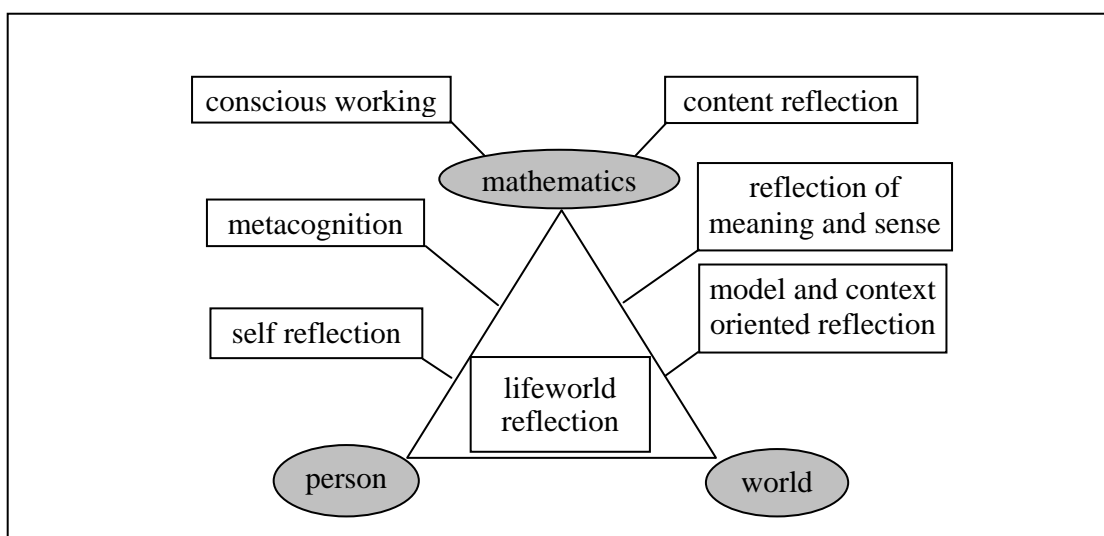 conscious working
content reflection
mathematics
metacognition
reflection of
meaning and sense
self reflection
model and context
oriented reflection
lifeworld
reflection
person
world